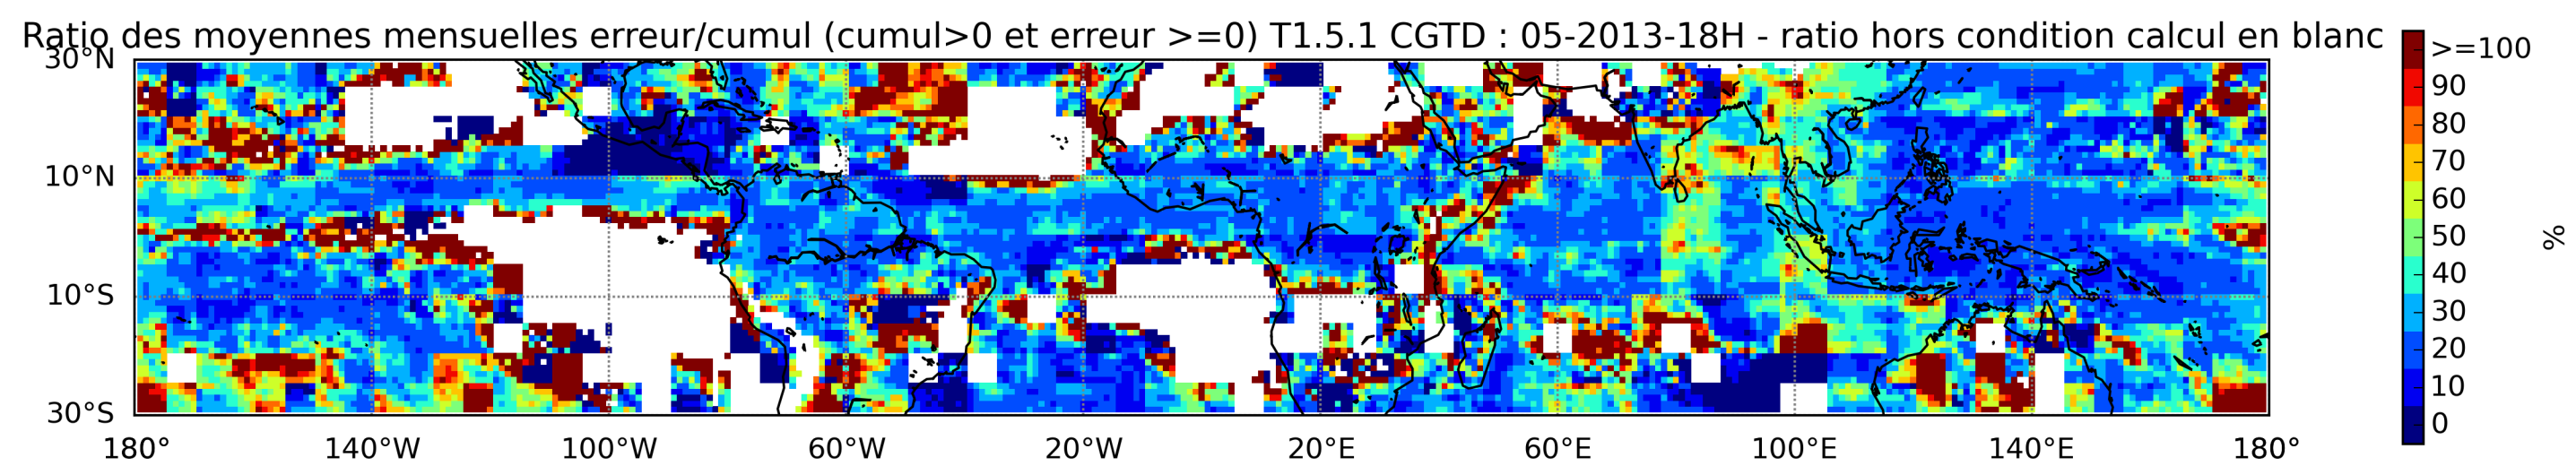 Ratio des moyennes mensuelles erreur/cumul (cumul>0 et erreur >=0) T1.5.1 CGTD : 05-2013-18H - ratio hors condition calcul en blanc
30°N
10°N
10°S
30°S
180° 140°W 100°W 60°W 20°W 20°E 60°E 100°E 140°E 180°
>=100
90
80
70
60
50
40
30
20
10
0
%